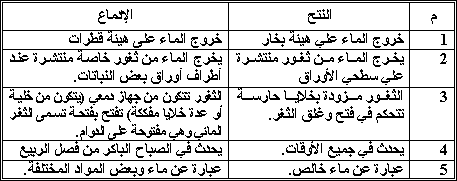 م النتح الإلماع
1 خروج الماء علي هيئة بخار خروج الماء علي هيئة قطرات
2 يخرج الماء من ثغور منتشرة يخرج الماء من ثغور خاصة منتشرة عند
علي سطحي الأوراق أطراف أوراق بعض النباتات.
3 الثغور مزودة بخلايا حارسة الثغور تتكون من جهاز دمعي (يتكون من خلية
تتحكم في فتح وغلق الثغر. أو عدة خلايا مفككة) تفتح بفتحة تسمى الثغر
المائي وهي مفتوحة علي الدوام.
4 يحدث في جميع الأوقات. يحدث في الصباح الباكر من فصل الربيع
5 عبارة عن ماء خالص. عبارة عن ماء وبعض المواد المختلفة.